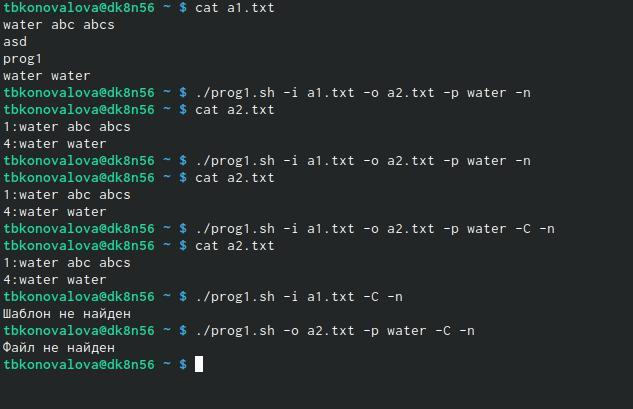 tbkonovalova@dk8n56 ~ $ cat a1.txt
water abc abcs
asd
prog1
water water
tbkonovalova@dk8n56 ~ $ ./prog1.sh -i a1.txt -o a2.txt -p water -n
tbkonovalova@dk8n56 ~ $ cat a2.txt
1:water abc abcs
4:water water
tbkonovalova@dk8n56 ~ $ ./prog1.sh -i a1.txt -o a2.txt -p water -n
tbkonovalova@dk8n56 ~ $ cat a2.txt
1:water abc abcs
4:water water
tbkonovalova@dk8n56 ~ $ ./prog1.sh -i a1.txt -o a2.txt -p water -C -n
tbkonovalova@dk8n56 ~ $ cat a2.txt
1:water abc abcs
4:water water
tbkonovalova@dk8n56 ~ $ ./prog1.sh -i a1.txt -C -n
Шаблон не найден
tbkonovalova@dk8n56 ~ $ ./prog1.sh -o a2.txt -p water -C -n
Файл не найден
tbkonovalova@dk8n56 ~ $